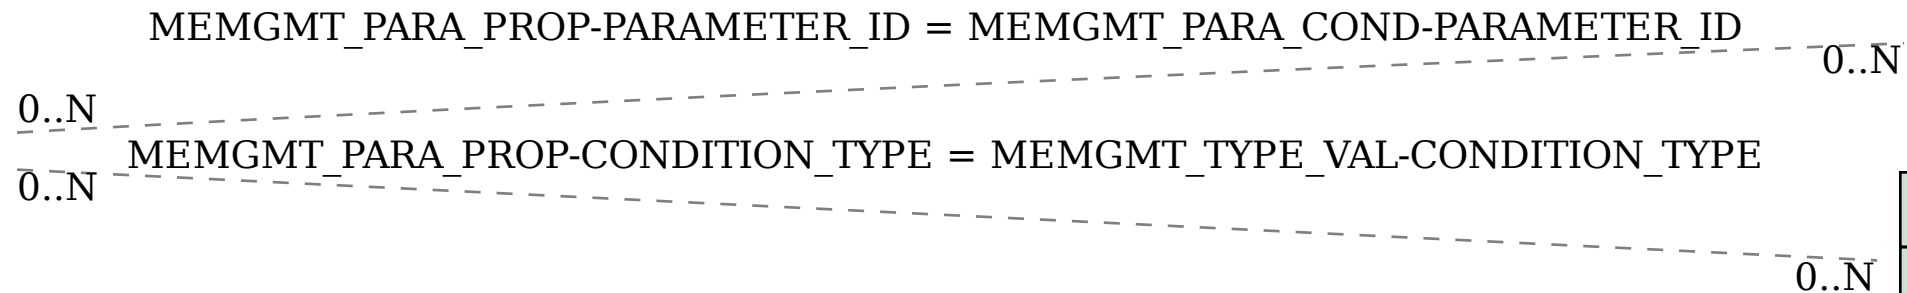 MEMGMT_PARA_PROP-PARAMETER_ID = MEMGMT_PARA_COND-PARAMETER_ID
0..N
0..N
MEMGMT_PARA_PROP-CONDITION_TYPE = MEMGMT_TYPE_VAL-CONDITION_TYPE
0..N
0..N